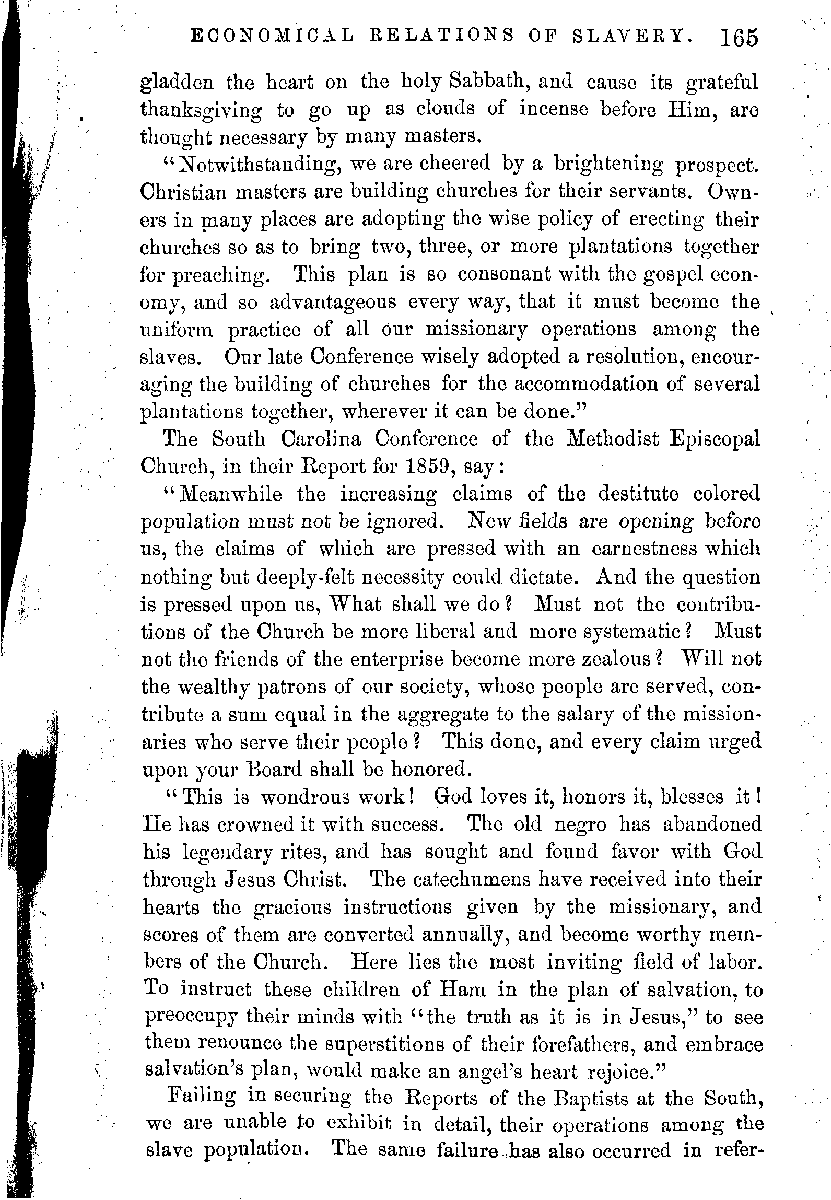 ECONOMICAL RELATIONS OF SLAVERY. 165
gladden the heart on the holy Sabbath, and cause its grateful
thanksgiving to go up as clouds of incense before Him, are
thought necessary by many masters.
“Notwithstanding, we are cheered by a brightening prospect.
Christian masters are building churches for their servants. Own-
ers in many places are adopting the wise policy of erecting their
churches so as to bring two, three, or more plantations together
for preaching. This plan is so consonant with the gospel econ-
omy, and so advantageous every way, that it must become the
uniform practice of all our missionary operations among the
slaves. Our late Conference wisely adopted a resolution, encour-
aging the building of churches for the accommodation of several
plantations together, wherever it can be done.”
The South Carolina Conference of the Methodist Episcopal
Church, in their Report for 1859, say:
“Meanwhile the increasing claims of the destitute colored
population must not be ignored. New fields are opening before
us, the claims of which are pressed with an earnestness which
nothing but deeply-felt necessity could dictate. And the question
is pressed upon us, What shall we do? Must not the contribu-
tions of the Church be more liberal and more systematic? Must
not the friends of the enterprise become more zealous? Will not
the wealthy patrons of our society, whose people are served, con-
tribute a sum equal in the aggregate to the salary of the mission-
aries who serve their people? This done, and every claim urged
upon your Board shall be honored.
“This is wondrous work! God loves it, honors it, blesses it!
He has crowned it with success. The old negro has abandoned
his legendary rites, and has sought and found favor with God
through Jesus Christ. The catechumens have received into their
hearts the gracious instructions given by the missionary, and
scores of them are converted annually, and become worthy mem-
bers of the Church. Here lies the most inviting field of labor.
To instruct these children of Ham in the plan of salvation, to
preoccupy their minds with “the truth as it is in Jesus,” to see
them renounce the superstitions of their forefathers, and embrace
salvation’s plan, would make an angel’s heart rejoice.”
Failing in securing the Reports of the Baptists at the South,
we are unable to exhibit in detail, their operations among the
slave population. The same failure has also occurred in refer-